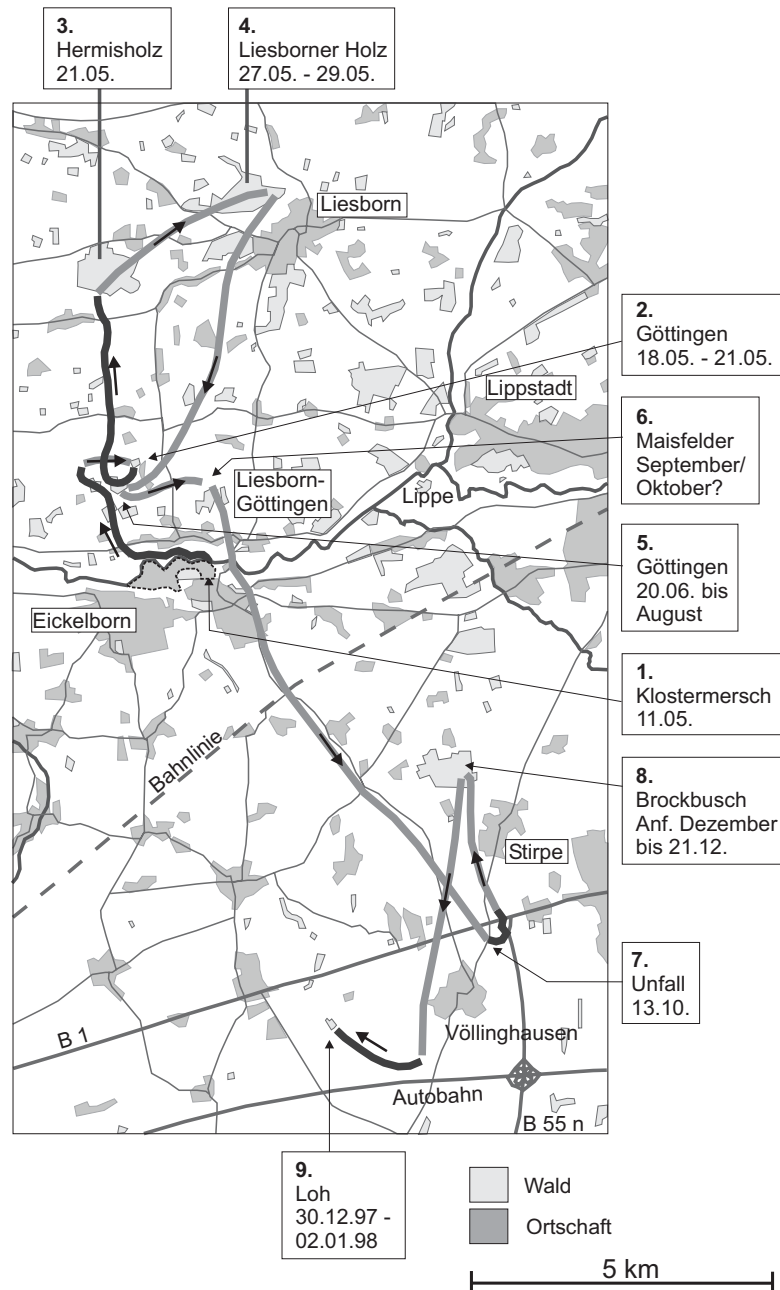 3.
Hermisholz
21.05.
4.
Liesborner Holz
27.05. - 29.05.
Liesborn
2.
Göttingen
18.05. - 21.05.
Lippstadt
6.
Maisfelder
September/
Oktober?
Liesborn-
Göttingen
Lippe
5.
Göttingen
20.06. bis
August
Eickelborn
1.
Klostermersch
11.05.
Bahnlinie
8.
Brockbusch
Anf. Dezember
bis 21.12.
Stirpe
7.
Unfall
13.10.
B 1
Völlinghausen
Autobahn
B 55 n
9.
Loh
30.12.97 -
02.01.98
Wald
Ortschaft
5 km